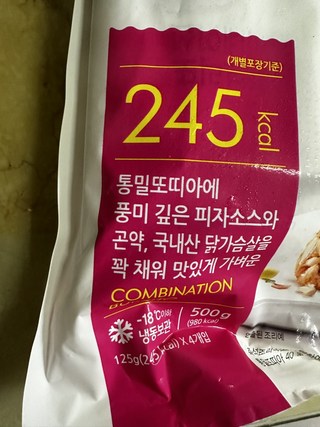 (개별포장기준)
245 kcal
통밀또띠아에
풍미 깊은 피자소스와
곤약, 국내산 닭가슴살을
꽉 채워 맛있게 가벼운
COMBINATION
-18℃이하 냉동보관
500g (980 kcal)
125g(245 kcal) X 4개입